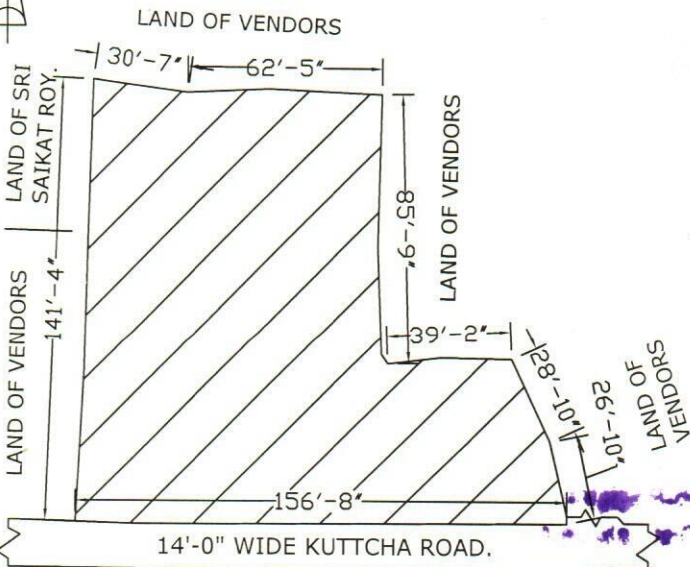 LAND OF VENDORS
30'-7"
62'-5"
LAND OF SRI
SAIKAT ROY.
LAND OF VENDORS
85'-9"
141'-4"
LAND OF VENDORS
39'-2"
28'-10"
26'-10"
LAND OF
VENDORS
156'-8"
14'-0" WIDE KUTTCHA ROAD.